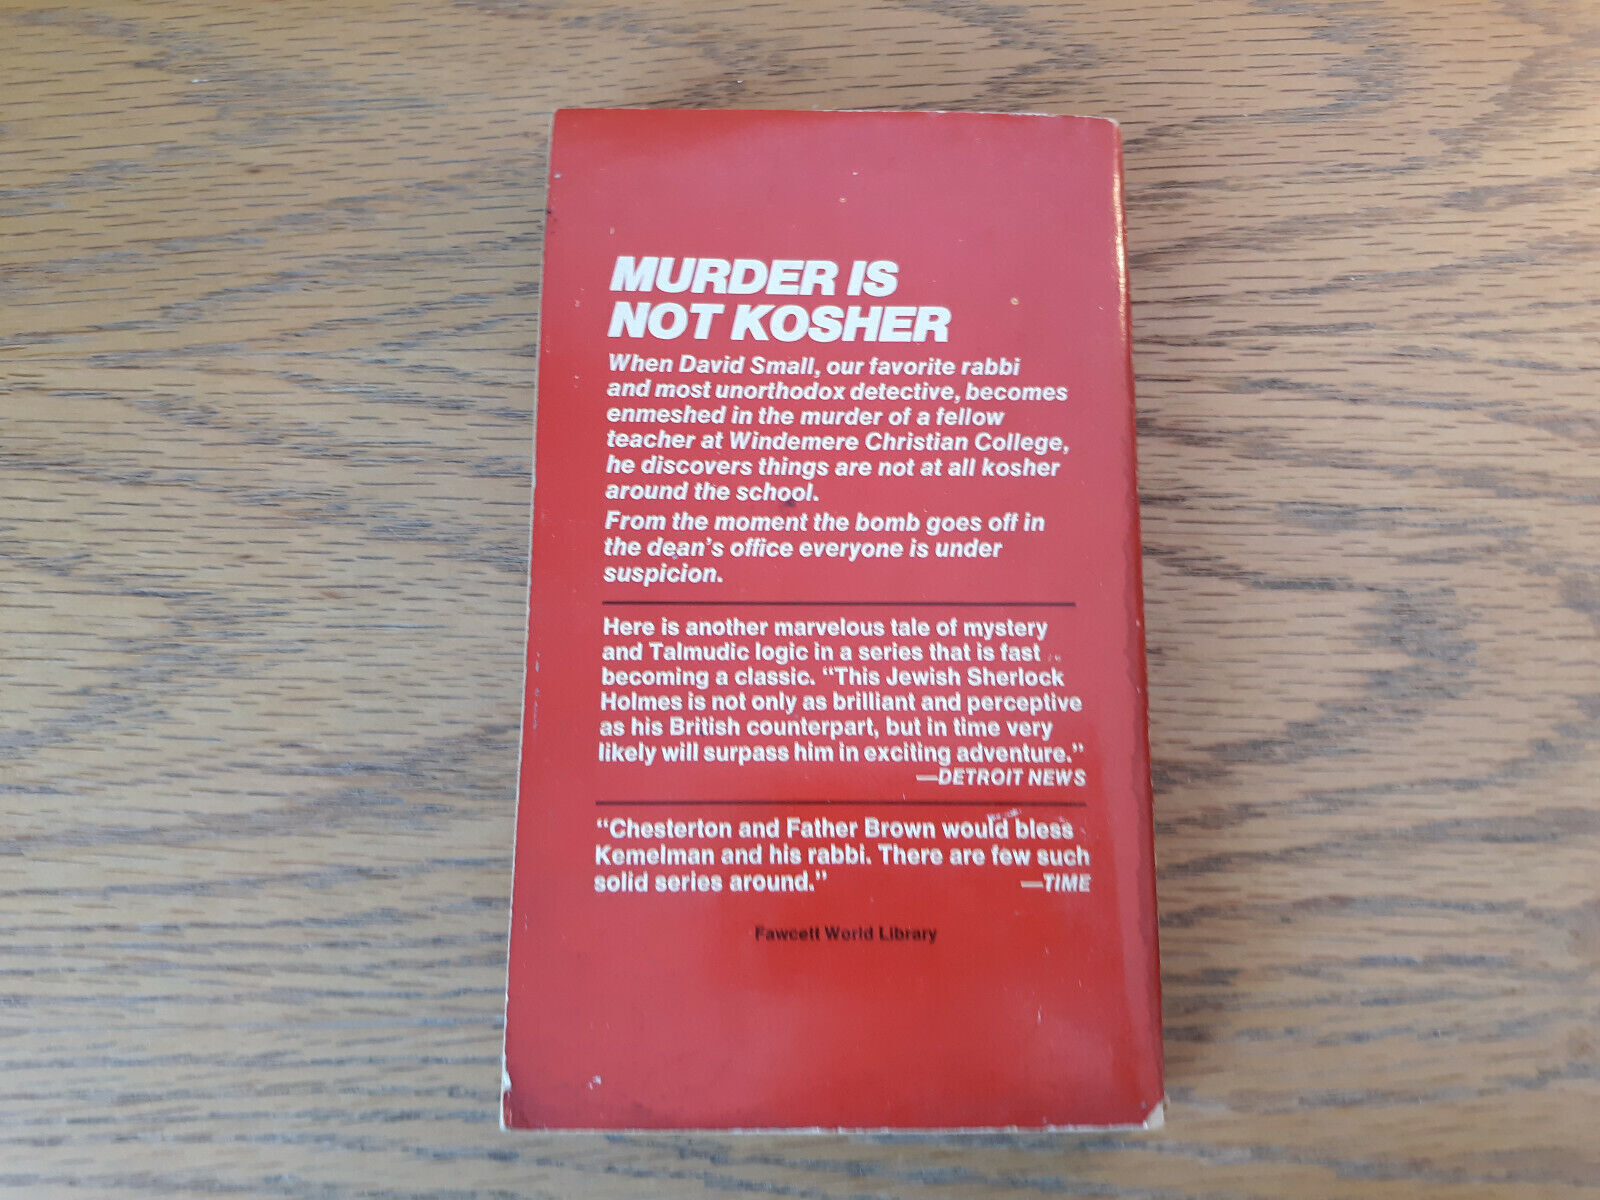 MURDER IS
NOT KOSHER
When David Small, our favorite rabbi
and most unorthodox detective, becomes
enmeshed in the murder of a fellow
teacher at Windemere Christian College,
he discovers things are not at all kosher
around the school.
From the moment the bomb goes off in
the dean's office everyone is under
suspicion.
Here is another marvelous tale of mystery
and Talmudic logic in a series that is fast
becoming a classic. “This Jewish Sherlock
Holmes is not only as brilliant and perceptive
as his British counterpart, but in time very
likely will surpass him in exciting adventure.”
—DETROIT NEWS
“Chesterton and Father Brown would bless
Kemelman and his rabbi. There are few such
solid series around.” —TIME
Fawcett World Library